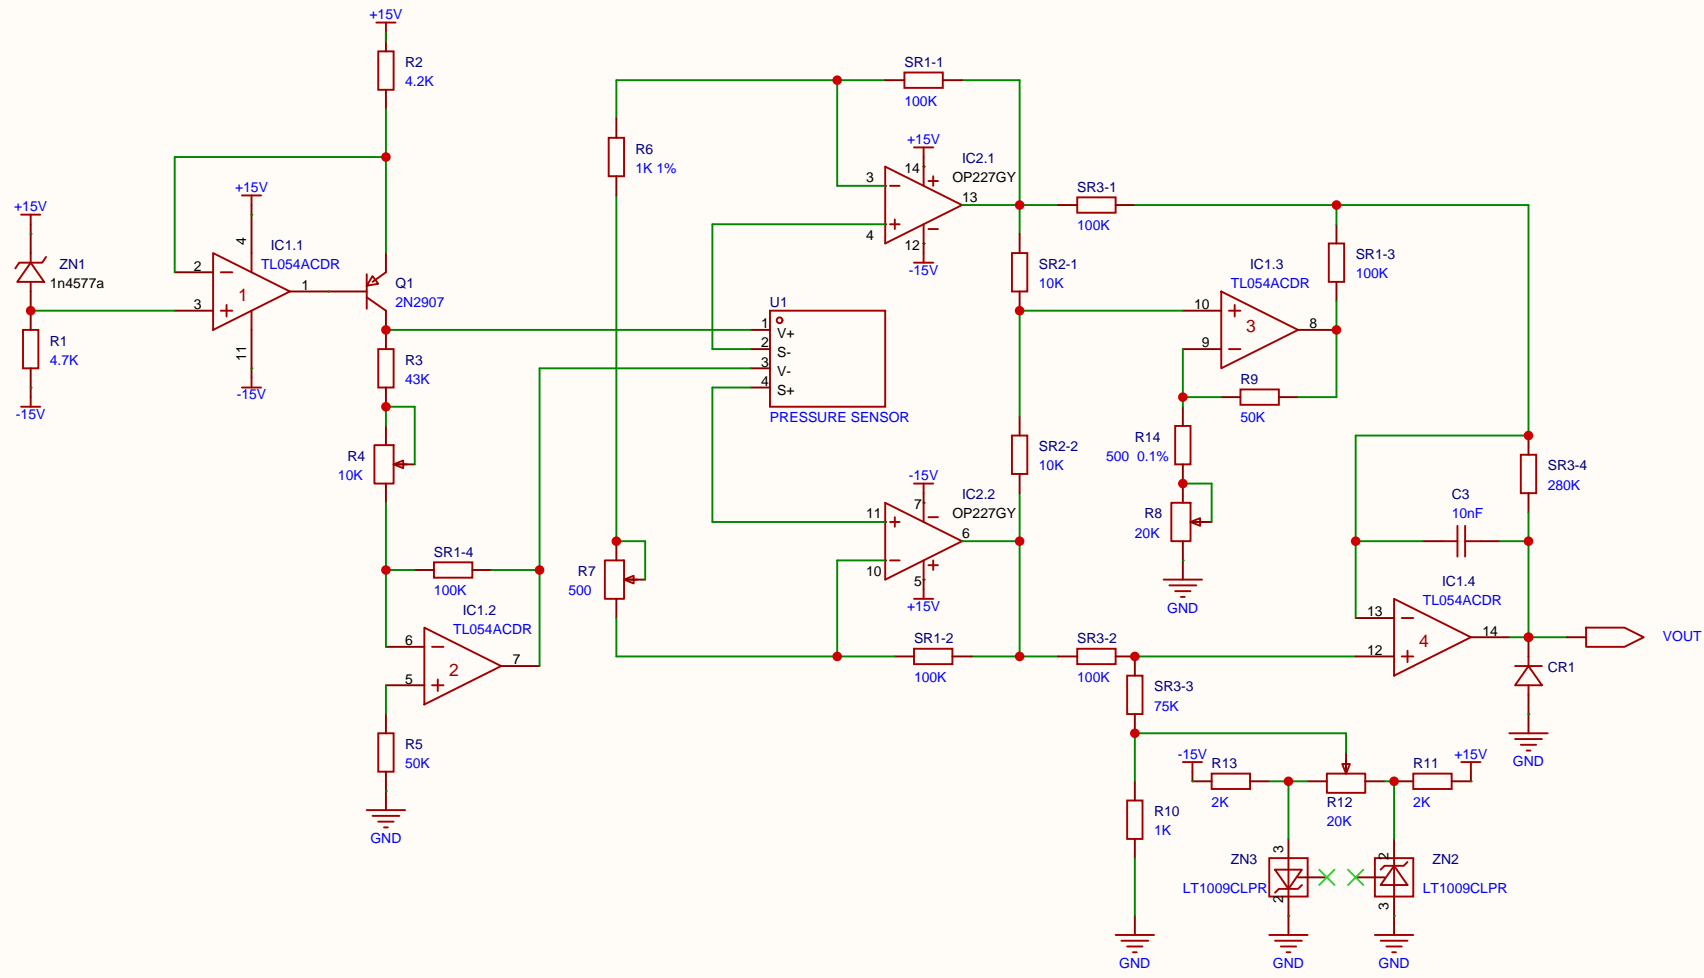 +15V
R2
4.2K
+15V
ZN1
1n4577a
R1
4.7K
-15V
+15V
4
IC1.1
TL054ACDR
2
3
1
1
11
-15V
Q1
2N2907
R3
43K
R4
10K
SR1-4
100K
IC1.2
TL054ACDR
6
5
2
7
R5
50K
GND
R6
1K 1%
R7
500
SR1-1
100K
+15V
14
IC2.1
OP227GY
3
4
13
12
-15V
U1
1
2
3
4
V+
S-
V-
S+
PRESSURE SENSOR
-15V
7
IC2.2
OP227GY
11
10
6
5
+15V
SR1-2
100K
SR3-1
100K
SR2-1
10K
SR2-2
10K
IC1.3
TL054ACDR
10
9
3
8
SR1-3
100K
R9
50K
R14
500 0.1%
R8
20K
GND
SR3-2
100K
SR3-3
75K
R10
1K
GND
SR3-4
280K
C3
10nF
IC1.4
TL054ACDR
13
12
4
14
VOUT
CR1
GND
-15V
R13
2K
R12
20K
R11
2K
+15V
ZN3
LT1009CLPR
3
2
GND
ZN2
LT1009CLPR
2
3
GND